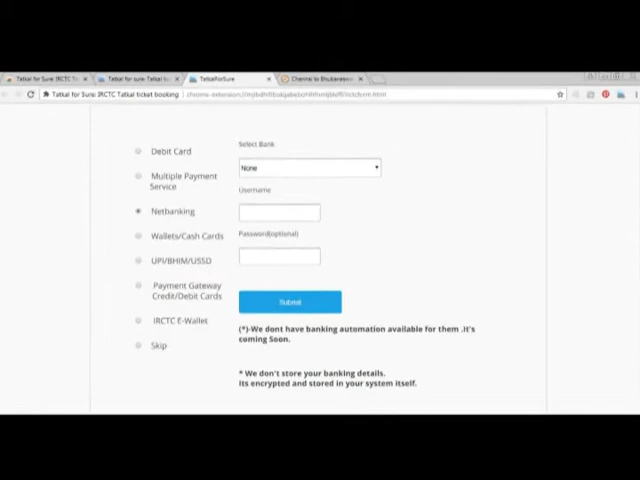 Tatkal for Sure: IRCTC Ta
Tatkal for sure- Tatkal b
TatkalForSure
Chennai to Bhubaneswa
Tatkal for Sure: IRCTC Tatkal ticket booking
Select Bank
Debit Card
None
Multiple Payment
Service
Username
Netbanking
Password(optional)
Wallets/Cash Cards
UPI/BHIM/USSD
Payment Gateway
Credit/Debit Cards
Submit
IRCTC E-Wallet
(*)-We dont have banking automation available for them .It's
coming Soon.
Skip
* We don't store your banking details.
Its encrypted and stored in your system itself.